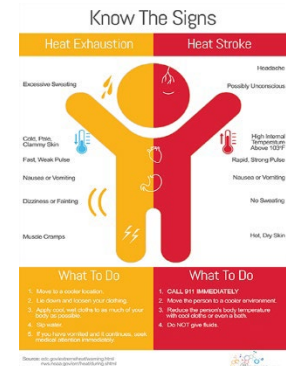 Know The Signs
Heat Exhaustion
Heat Stroke
Excessive Sweating
Cold, Pale,
Clammy Skin
Fast, Weak Pulse
Nausea or Vomiting
Dizziness or Fainting
Muscle Cramps
Headache
Possibly Unconscious
High Internal
Temperature
Above 103°F
Rapid, Strong Pulse
Nausea or Vomiting
No Sweating
Hot, Dry Skin
What To Do
1. Move to a cooler location.
2. Lie down and loosen your clothing.
3. Apply cool, wet cloths to as much of your
body as possible.
4. Sip water.
5. If you have vomited and it continues, seek
medical attention immediately.
What To Do
1. CALL 911 IMMEDIATELY
2. Move the person to a cooler environment.
3. Reduce the person's body temperature
with cool cloths or even a bath.
4. Do NOT give fluids.